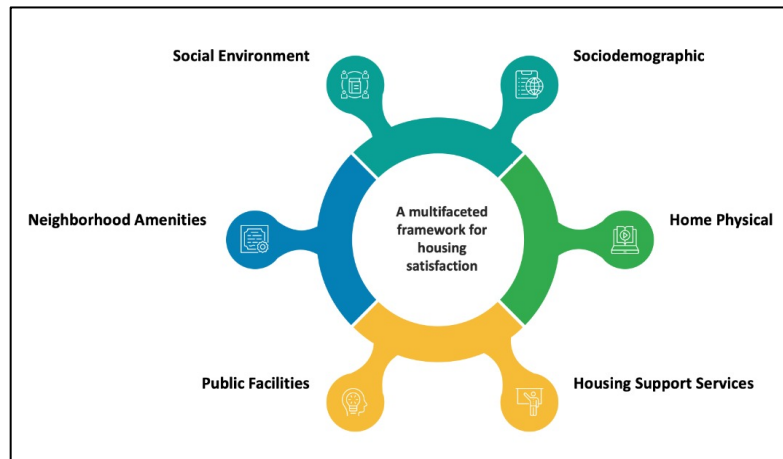 Social Environment
Sociodemographic
Neighborhood Amenities
A multifaceted
framework for
housing
satisfaction
Home Physical
Public Facilities
Housing Support Services